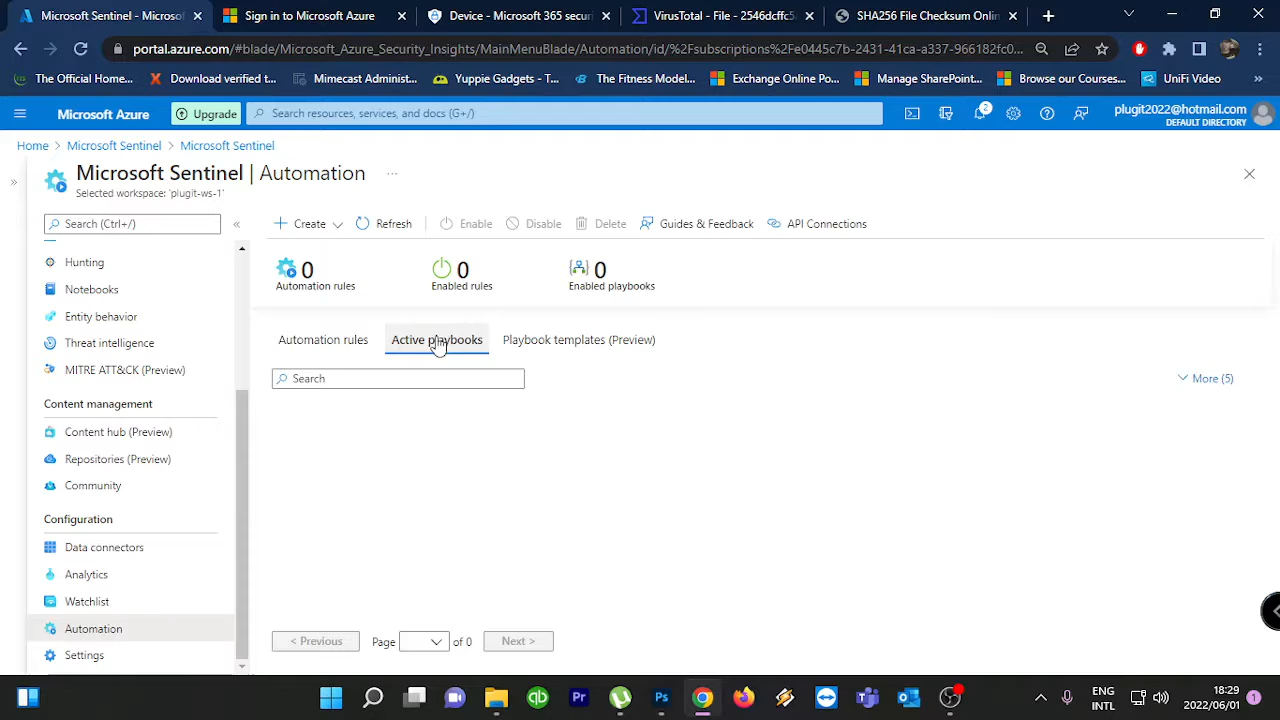 Microsoft Sentinel - Microsof
Sign in to Microsoft Azure
Device - Microsoft 365 securi
VirusTotal - File - 2546dcffc5
SHA256 File Checksum Onlin
portal.azure.com/#blade/Microsoft_Azure_Security_Insights/MainMenuBlade/Automation/id/%2Fsubscriptions%2Fe0445c7b-2431-41ca-a337-966182fc0...
The Official Home...
Download verified t...
Mimecast Administ...
Yuppie Gadgets - T...
The Fitness Model...
Exchange Online Po...
Manage SharePoint...
Browse our Courses...
UniFi Video
»
Microsoft Azure
Upgrade
Search resources, services, and docs (G+/)
2
plugit2022@hotmail.com
DEFAULT DIRECTORY
Home > Microsoft Sentinel > Microsoft Sentinel
Microsoft Sentinel | Automation ...
Selected workspace: 'plugit-ws-1'
Search (Ctrl+/)
«
Create
Refresh
Enable
Disable
Delete
Guides & Feedback
API Connections
Hunting
Notebooks
Entity behavior
Threat intelligence
MITRE ATT&CK (Preview)
Content management
Content hub (Preview)
Repositories (Preview)
Community
Configuration
Data connectors
Analytics
Watchlist
Automation
Settings
0
Automation rules
0
Enabled rules
0
Enabled playbooks
Automation rules
Active playbooks
Playbook templates (Preview)
Search
More (5)
< Previous
Page
of 0
Next >
ENG
INTL
18:29
2022/06/01
1